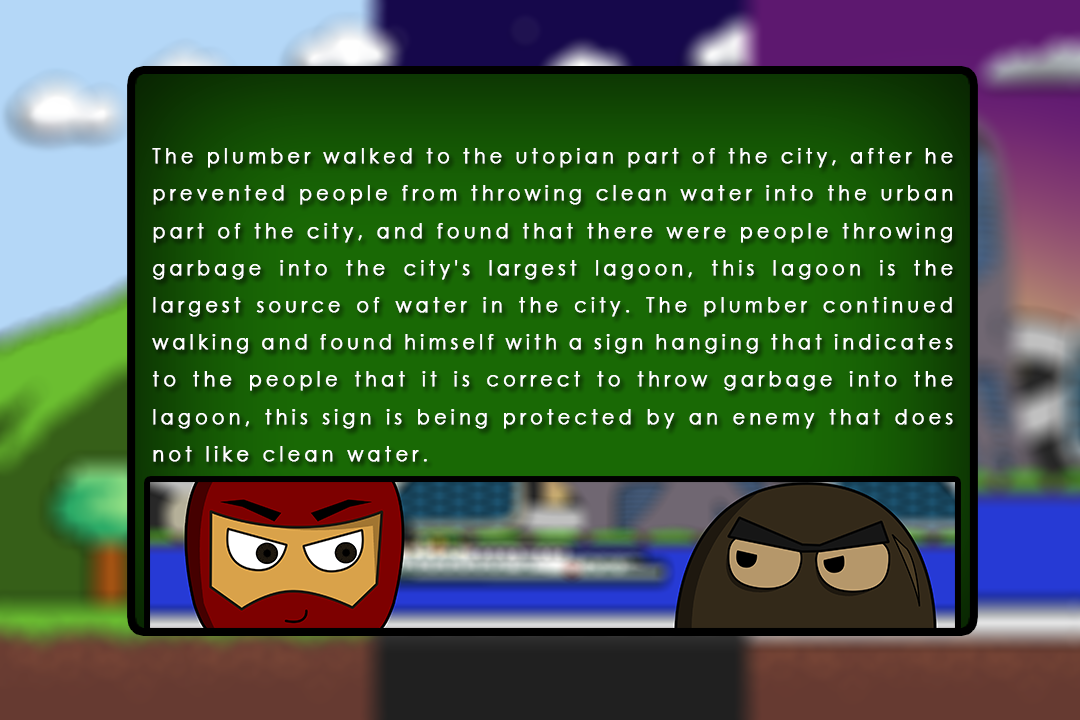 The plumber walked to the utopian part of the city, after he
prevented people from throwing clean water into the urban
part of the city, and found that there were people throwing
garbage into the city's largest lagoon, this lagoon is the
largest source of water in the city. The plumber continued
walking and found himself with a sign hanging that indicates
to the people that it is correct to throw garbage into the
lagoon, this sign is being protected by an enemy that does
not like clean water.